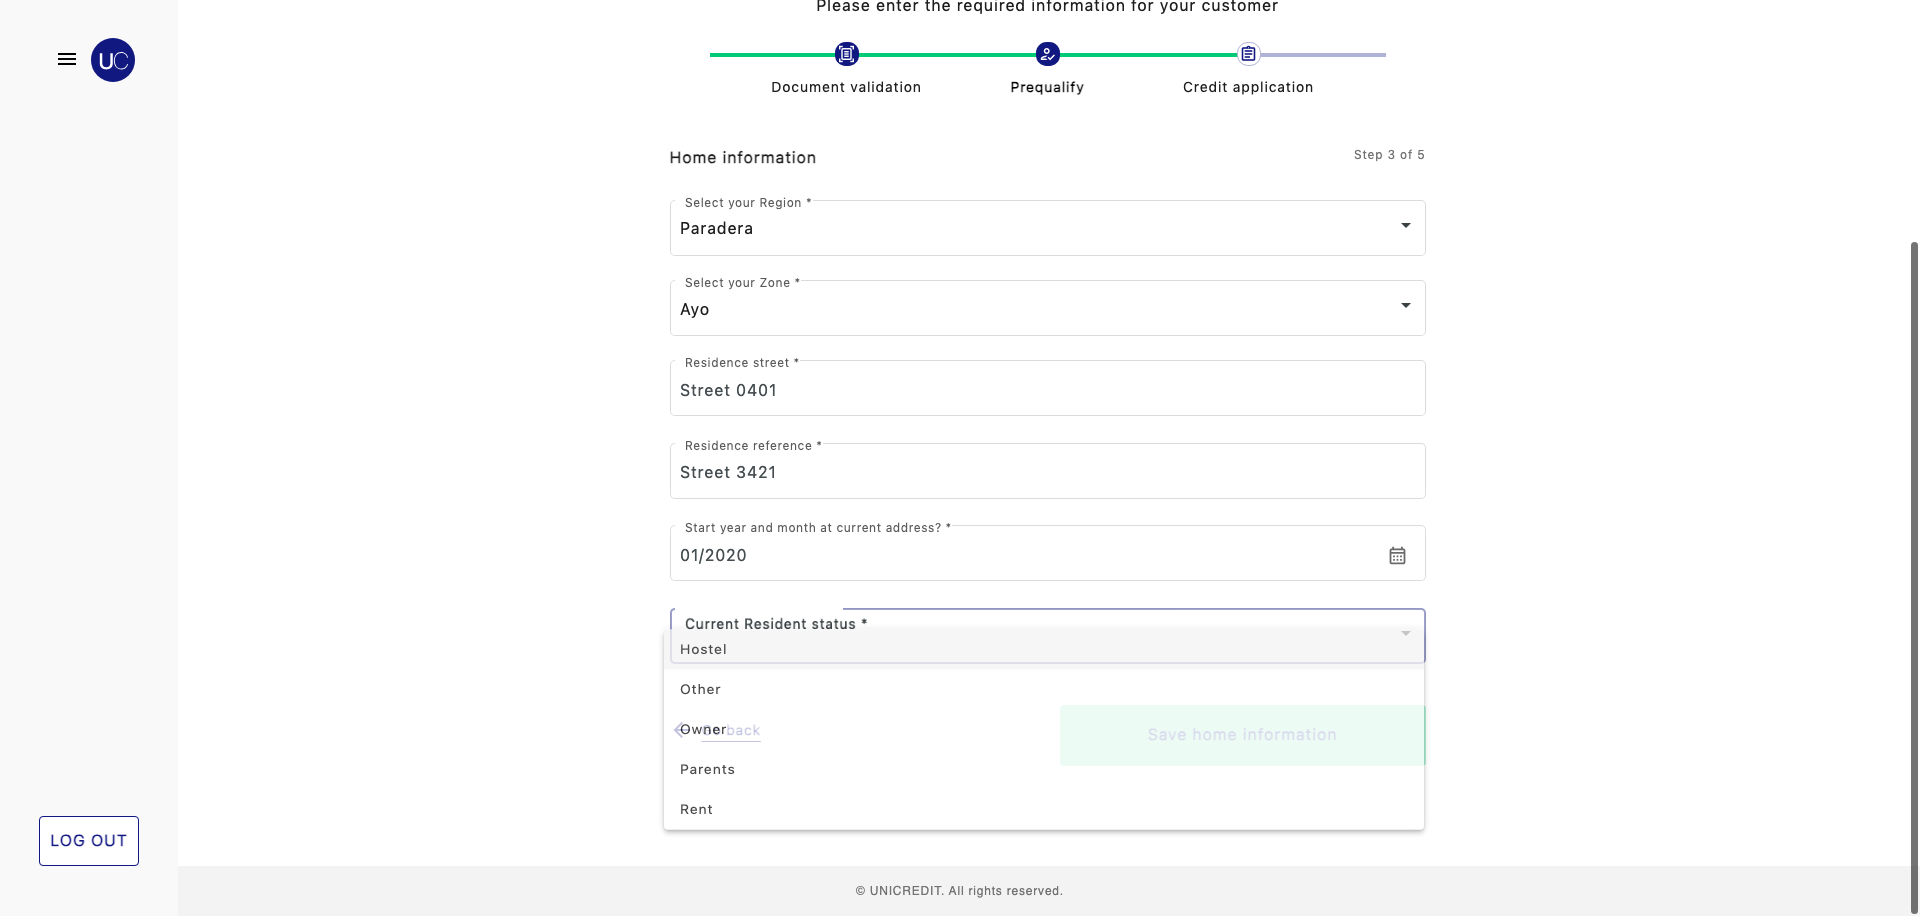 Please enter the required information for your customer
UC
Document validation
Prequalify
Credit application
Home information
Step 3 of 5
Select your Region *
Paradera
Select your Zone *
Ayo
Residence street *
Street 0401
Residence reference *
Street 3421
Start year and month at current address? *
01/2020
Current Resident status *
Hostel
Other
Owner
Go back
Save home information
Parents
Rent
LOG OUT
© UNICREDIT. All rights reserved.